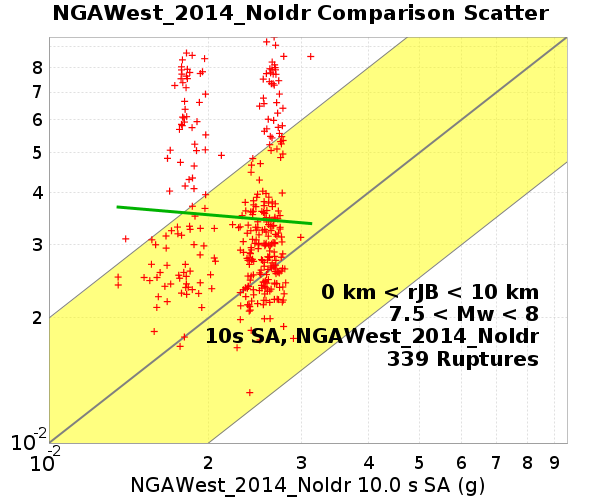 NGAWest_2014_NoIdr Comparison Scatter
8
7
6
5
4
3
2
10-2
10-2
2
3
4
5
6
7
8
9
0 km < rJB < 10 km
7.5 < Mw < 8
10s SA, NGAWest_2014_NoIdr
339 Ruptures
NGAWest_2014_NoIdr 10.0 s SA (g)